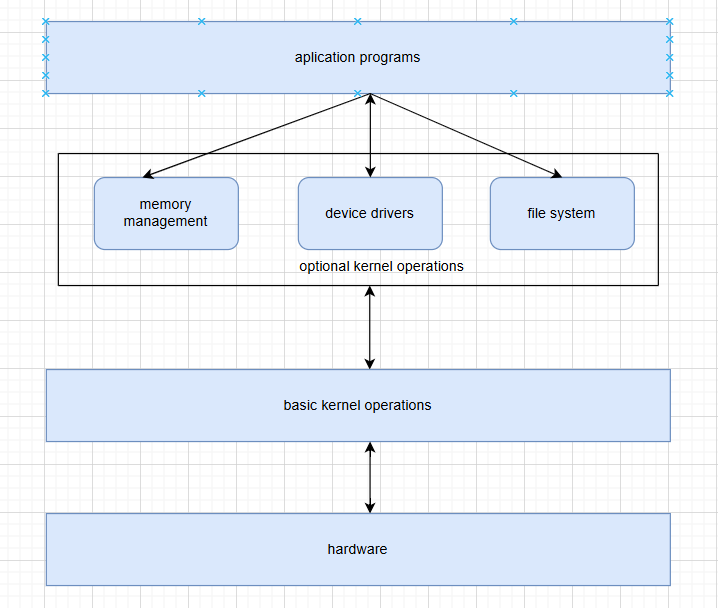 aplication programs
memory
management
device drivers
file system
optional kernel operations
basic kernel operations
hardware